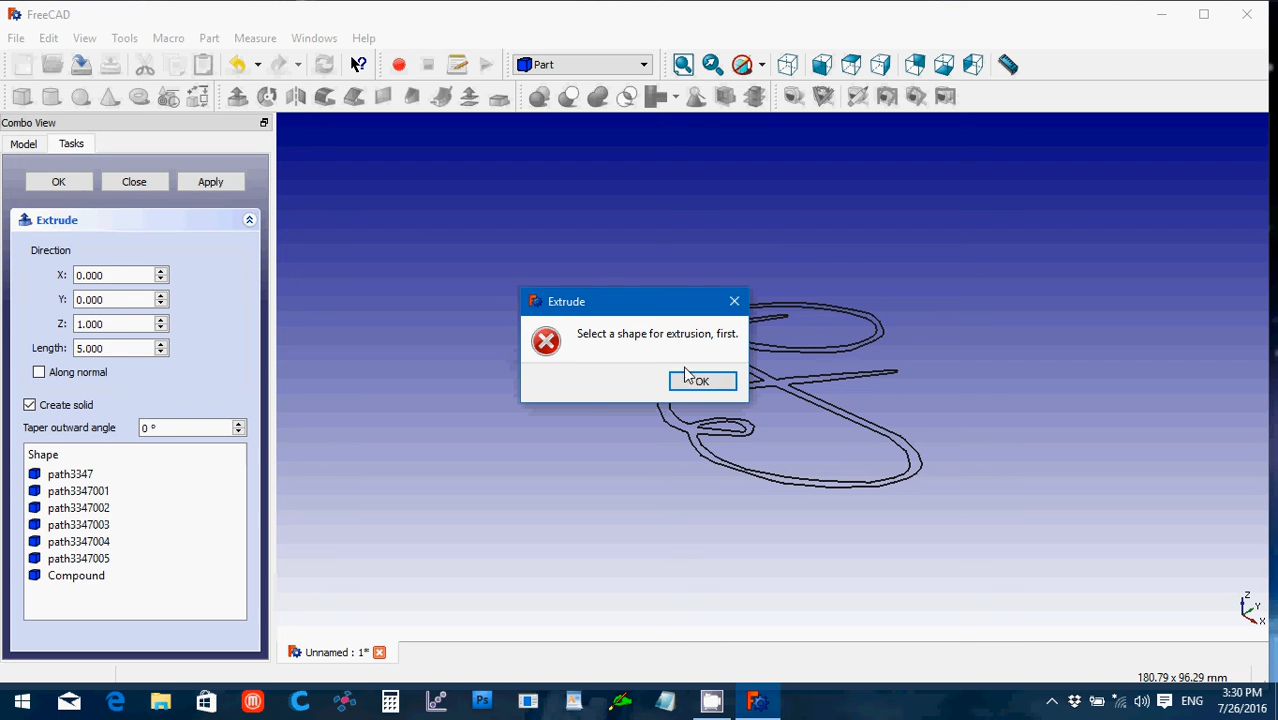 FreeCAD
File Edit View Tools Macro Part Measure Windows Help
Part
Combo View
Model Tasks
OK Close Apply
Extrude
Direction
X: 0.000
Y: 0.000
Z: 1.000
Length: 5.000
Along normal
Create solid
Taper outward angle 0 °
Shape
path3347
path3347001
path3347002
path3347003
path3347004
path3347005
Compound
Extrude
Select a shape for extrusion, first.
OK
Z
Y
X
Unnamed : 1*
180.79 x 96.29 mm
Ps
ENG
3:30 PM
7/26/2016